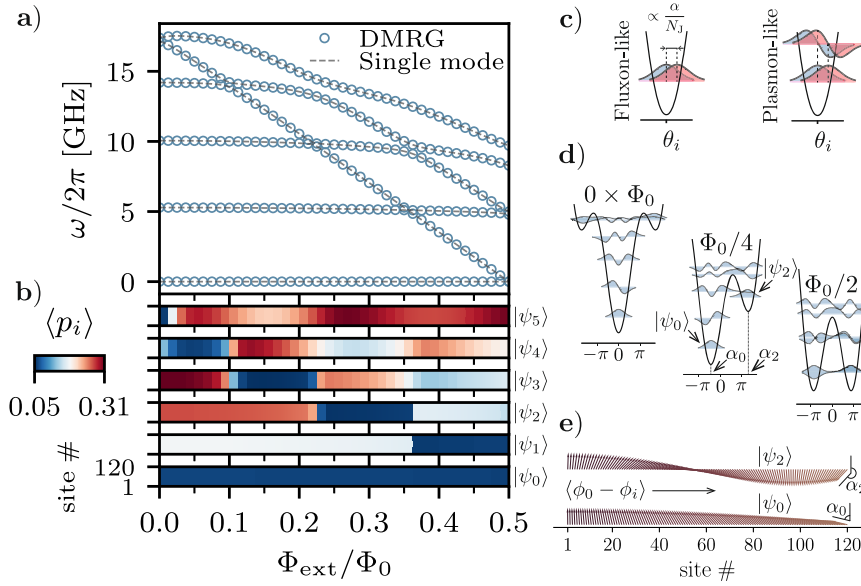 a)
DMRG
Single mode
ω/2π [GHz]
15
10
5
0
b)
⟨p_i⟩
0.05 0.31
site #
120
1
|ψ₅⟩
|ψ₄⟩
|ψ₃⟩
|ψ₂⟩
|ψ₁⟩
|ψ₀⟩
0.0 0.1 0.2 0.3 0.4 0.5
Φ_ext/Φ₀
c)
Fluxon-like
∝ α/N_J
θ_i
Plasmon-like
θ_i
d)
0 × Φ₀
−π 0 π
Φ₀/4
|ψ₂⟩
|ψ₀⟩
−π 0 π
α₀ α₂
Φ₀/2
−π 0 π
e)
|ψ₂⟩
⟨ϕ₀ − ϕ_i⟩
|ψ₀⟩
α₀
1 20 40 60 80 100 120
site #